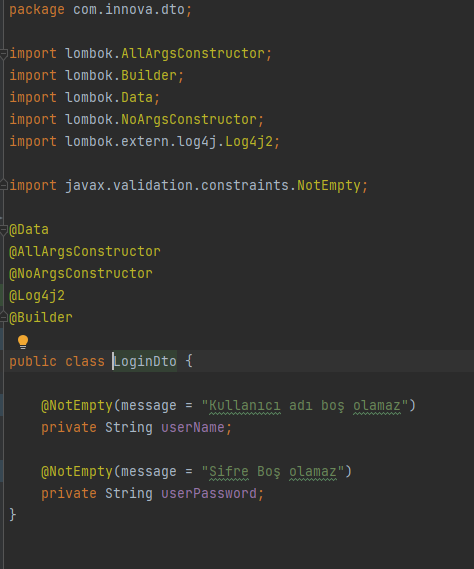 package com.innova.dto;
import lombok.AllArgsConstructor;
import lombok.Builder;
import lombok.Data;
import lombok.NoArgsConstructor;
import lombok.extern.log4j.Log4j2;
import javax.validation.constraints.NotEmpty;
@Data
@AllArgsConstructor
@NoArgsConstructor
@Log4j2
@Builder
public class LoginDto {
@NotEmpty(message = "Kullanıcı adı boş olamaz")
private String userName;
@NotEmpty(message = "Sifre Boş olamaz")
private String userPassword;
}